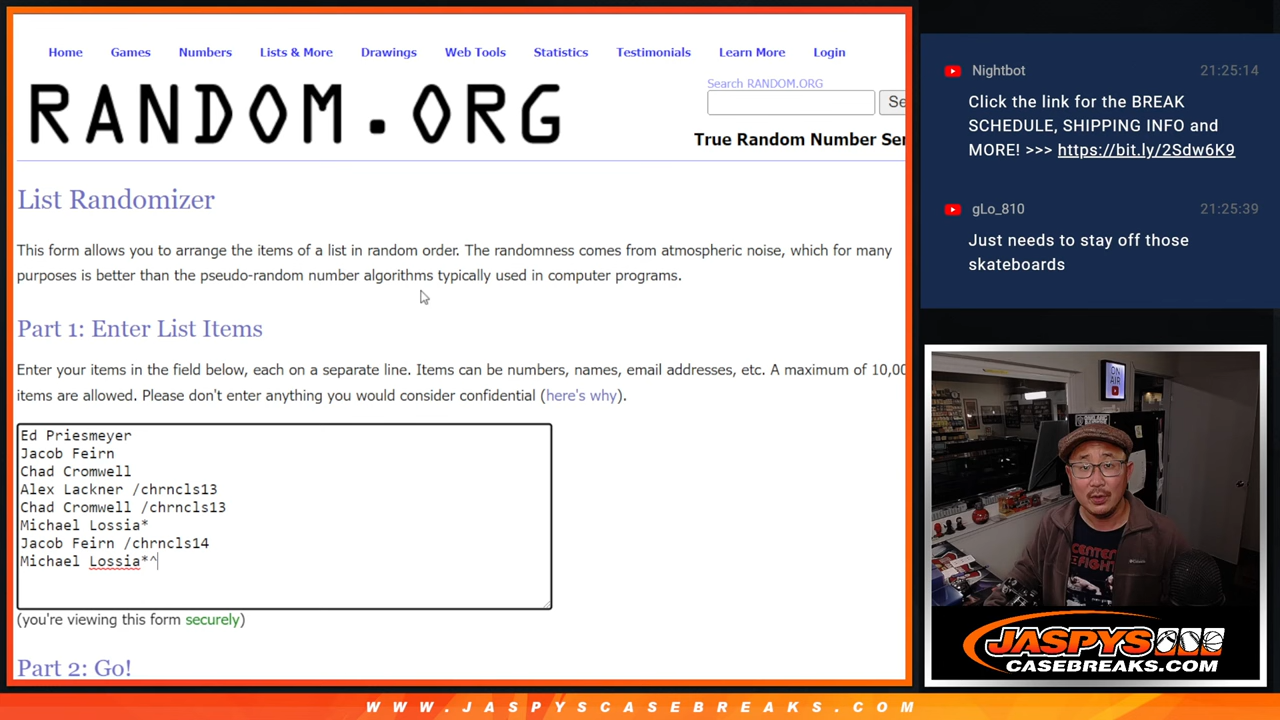 Home Games Numbers Lists & More Drawings Web Tools Statistics Testimonials Learn More Login
RANDOM.ORG
Search RANDOM.ORG
Se
True Random Number Ser
List Randomizer
This form allows you to arrange the items of a list in random order. The randomness comes from atmospheric noise, which for many
purposes is better than the pseudo-random number algorithms typically used in computer programs.
Part 1: Enter List Items
Enter your items in the field below, each on a separate line. Items can be numbers, names, email addresses, etc. A maximum of 10,00
items are allowed. Please don't enter anything you would consider confidential (here's why).
Ed Priesmeyer
Jacob Feirn
Chad Cromwell
Alex Lackner /chrncls13
Chad Cromwell /chrncls13
Michael Lossia*
Jacob Feirn /chrncls14
Michael Lossia*^
(you're viewing this form securely)
Part 2: Go!
Nightbot 21:25:14
Click the link for the BREAK
SCHEDULE, SHIPPING INFO and
MORE! >>> https://bit.ly/2Sdw6K9
gLo_810 21:25:39
Just needs to stay off those
skateboards
ON
AIR
CENTER
JASPYS
CASEBREAKS.COM
WWW.JASPYSCASEBREAKS.COM